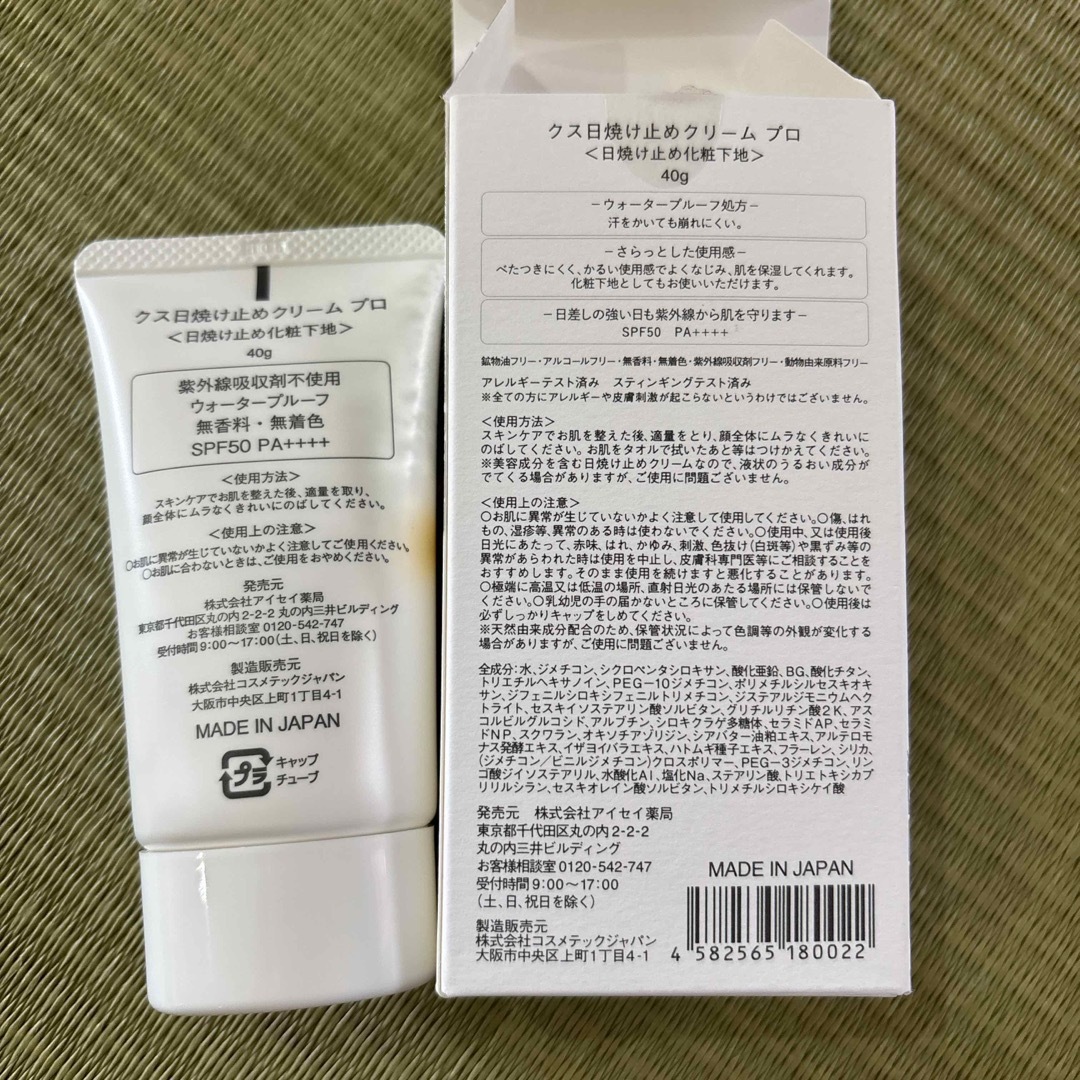 クス日焼け止めクリーム プロ
＜日焼け止め化粧下地＞
40g
紫外線吸収剤不使用
ウォータープルーフ
無香料・無着色
SPF50 PA++++
＜使用方法＞
スキンケアでお肌を整えた後、適量を取り、
顔全体にムラなくきれいにのばしてください。
＜使用上の注意＞
○お肌に異常が生じていないかよく注意してご使用ください。
○お肌に合わないときは、ご使用をおやめください。
発売元
株式会社アイセイ薬局
東京都千代田区丸の内2-2-2 丸の内三井ビルディング
お客様相談室 0120-542-747
受付時間 9:00〜17:00(土、日、祝日を除く)
製造販売元
株式会社コスメテックジャパン
大阪市中央区上町1丁目4-1
MADE IN JAPAN
プラ
キャップ
チューブ
クス日焼け止めクリーム プロ
＜日焼け止め化粧下地＞
40g
−ウォータープルーフ処方−
汗をかいても崩れにくい。
−さらっとした使用感−
べたつきにくく、かるい使用感でよくなじみ、肌を保湿してくれます。
化粧下地としてもお使いいただけます。
−日差しの強い日も紫外線から肌を守ります−
SPF50 PA++++
鉱物油フリー・アルコールフリー・無香料・無着色・紫外線吸収剤フリー・動物由来原料フリー
アレルギーテスト済み スティンギングテスト済み
※全ての方にアレルギーや皮膚刺激が起こらないというわけではございません。
＜使用方法＞
スキンケアでお肌を整えた後、適量をとり、顔全体にムラなくきれいに
のばしてください。お肌をタオルで拭いたあと等はつけかえてください。
※美容成分を含む日焼け止めクリームなので、液状のうるおい成分が
でてくる場合がありますが、ご使用に問題ございません。
＜使用上の注意＞
○お肌に異常が生じていないかよく注意して使用してください。○傷、はれ
もの、湿疹等、異常のある時は使わないでください。○使用中、又は使用後
日光にあたって、赤味、はれ、かゆみ、刺激、色抜け(白斑等)や黒ずみ等の
異常があらわれた時は使用を中止し、皮膚科専門医等にご相談することを
おすすめします。そのまま使用を続けますと悪化することがあります。
○極端に高温又は低温の場所、直射日光のあたる場所には保管しないで
ください。○乳幼児の手の届かないところに保管してください。○使用後は
必ずしっかりキャップをしめてください。
※天然由来成分配合のため、保管状況によって色調等の外観が変化する
場合がありますが、ご使用に問題ございません。
全成分：水、ジメチコン、シクロペンタシロキサン、酸化亜鉛、BG、酸化チタン、
トリエチルヘキサノイン、PEG−10ジメチコン、ポリメチルシルセスキオキ
サン、ジフェニルシロキシフェニルトリメチコン、ジステアルジモニウムヘクト
ライト、セスキイソステアリン酸ソルビタン、グリチルリチン酸2K、アス
コルビルグルコシド、アルブチン、シロキクラゲ多糖体、セラミドAP、セラミ
ドNP、スクワラン、オキソチアゾリジン、シアバター油粕エキス、アルテロモ
ナス発酵エキス、イザヨイバラエキス、ハトムギ種子エキス、フラーレン、シリカ、
(ジメチコン／ビニルジメチコン)クロスポリマー、PEG−3ジメチコン、リン
ゴ酸ジイソステアリル、水酸化Al、塩化Na、ステアリン酸、トリエトキシカプ
リリルシラン、セスキオレイン酸ソルビタン、トリメチルシロキシケイ酸
発売元 株式会社アイセイ薬局
東京都千代田区丸の内2-2-2
丸の内三井ビルディング
お客様相談室 0120-542-747
受付時間 9:00〜17:00
(土、日、祝日を除く)
製造販売元
株式会社コスメテックジャパン
大阪市中央区上町1丁目4-1
MADE IN JAPAN
4 582565 180022